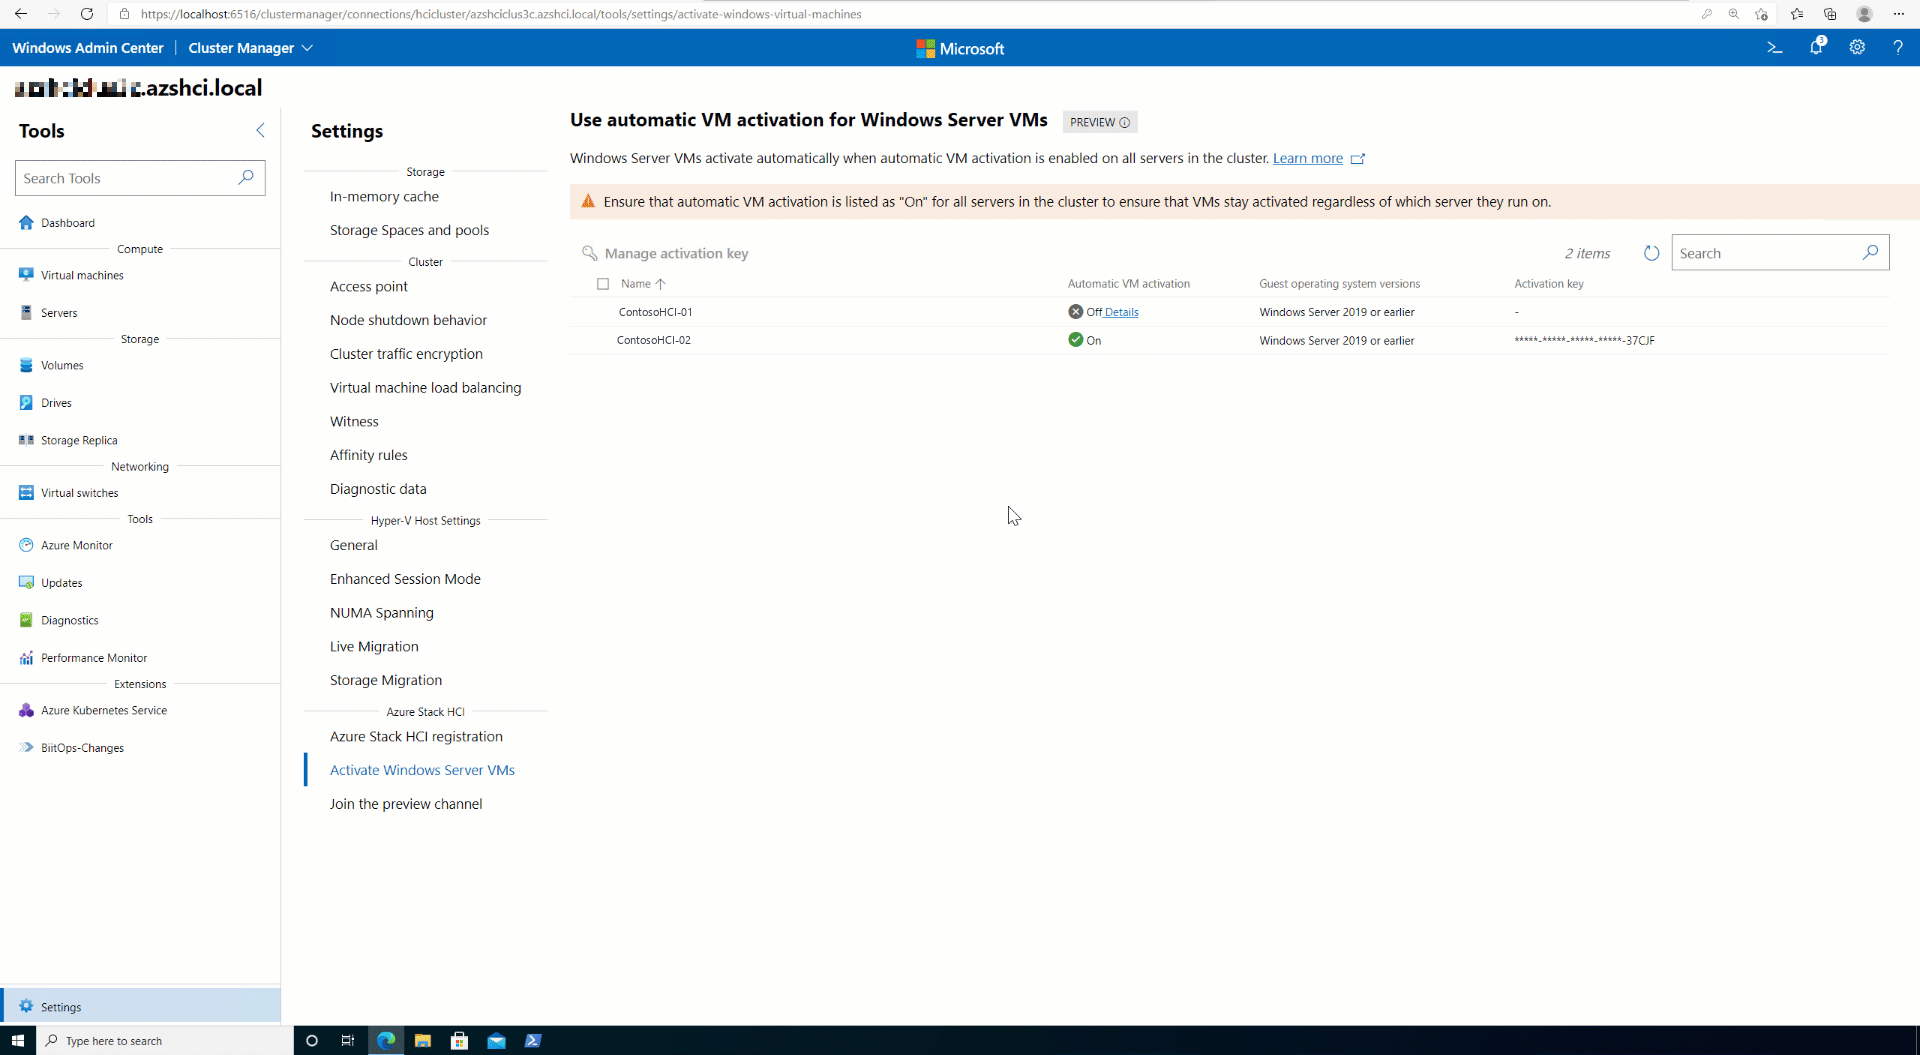 https://localhost:6516/clustermanager/connections/hcicluster/azshciclus3c.azshci.local/tools/settings/activate-windows-virtual-machines
Windows Admin Center
Cluster Manager
Microsoft
3
?
.azshci.local
Tools
Search Tools
Dashboard
Compute
Virtual machines
Servers
Storage
Volumes
Drives
Storage Replica
Networking
Virtual switches
Tools
Azure Monitor
Updates
Diagnostics
Performance Monitor
Extensions
Azure Kubernetes Service
BiitOps-Changes
Settings
Settings
Storage
In-memory cache
Storage Spaces and pools
Cluster
Access point
Node shutdown behavior
Cluster traffic encryption
Virtual machine load balancing
Witness
Affinity rules
Diagnostic data
Hyper-V Host Settings
General
Enhanced Session Mode
NUMA Spanning
Live Migration
Storage Migration
Azure Stack HCI
Azure Stack HCI registration
Activate Windows Server VMs
Join the preview channel
Use automatic VM activation for Windows Server VMs PREVIEW
Windows Server VMs activate automatically when automatic VM activation is enabled on all servers in the cluster. Learn more
Ensure that automatic VM activation is listed as "On" for all servers in the cluster to ensure that VMs stay activated regardless of which server they run on.
Manage activation key 2 items Search
Name Automatic VM activation Guest operating system versions Activation key
ContosoHCI-01 Off Details Windows Server 2019 or earlier -
ContosoHCI-02 On Windows Server 2019 or earlier *****-*****-*****-*****-37CJF
Type here to search